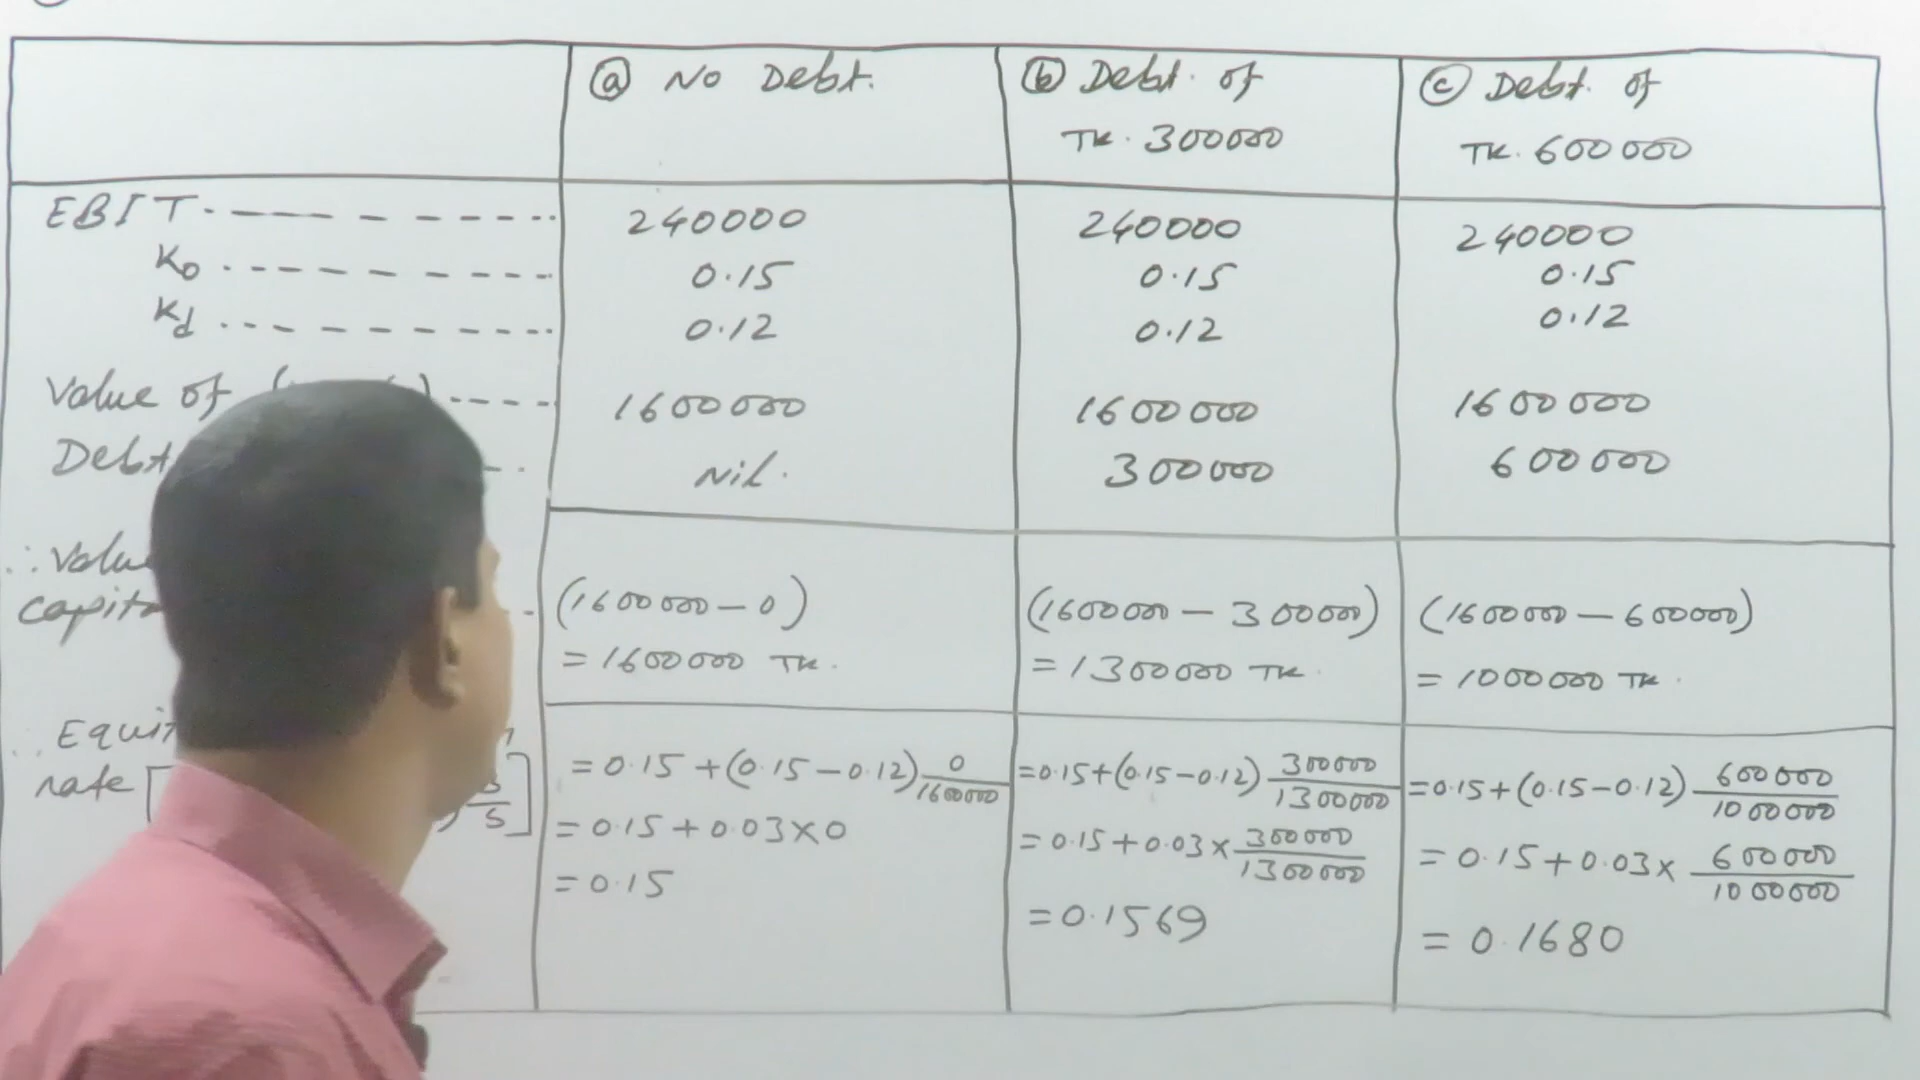 ⓐ No Debt.
ⓑ Debt. of
TK. 300000
ⓒ Debt. of
TK. 600000
EBIT 240000 240000 240000
Ko 0.15 0.15 0.15
Kd 0.12 0.12 0.12
Value of 1600000 1600000 1600000
Debt Nil. 300000 600000
∴ Value
capita
(1600000 - 0)
= 1600000 TK.
(1600000 - 300000)
= 1300000 TK.
(1600000 - 600000)
= 1000000 TK.
∴ Equit
rate [
S]
= 0.15 + (0.15 - 0.12) 0/1600000
= 0.15 + 0.03 × 0
= 0.15
= 0.15 + (0.15 - 0.12) 300000/1300000
= 0.15 + 0.03 × 300000/1300000
= 0.1569
= 0.15 + (0.15 - 0.12) 600000/1000000
= 0.15 + 0.03 × 600000/1000000
= 0.1680